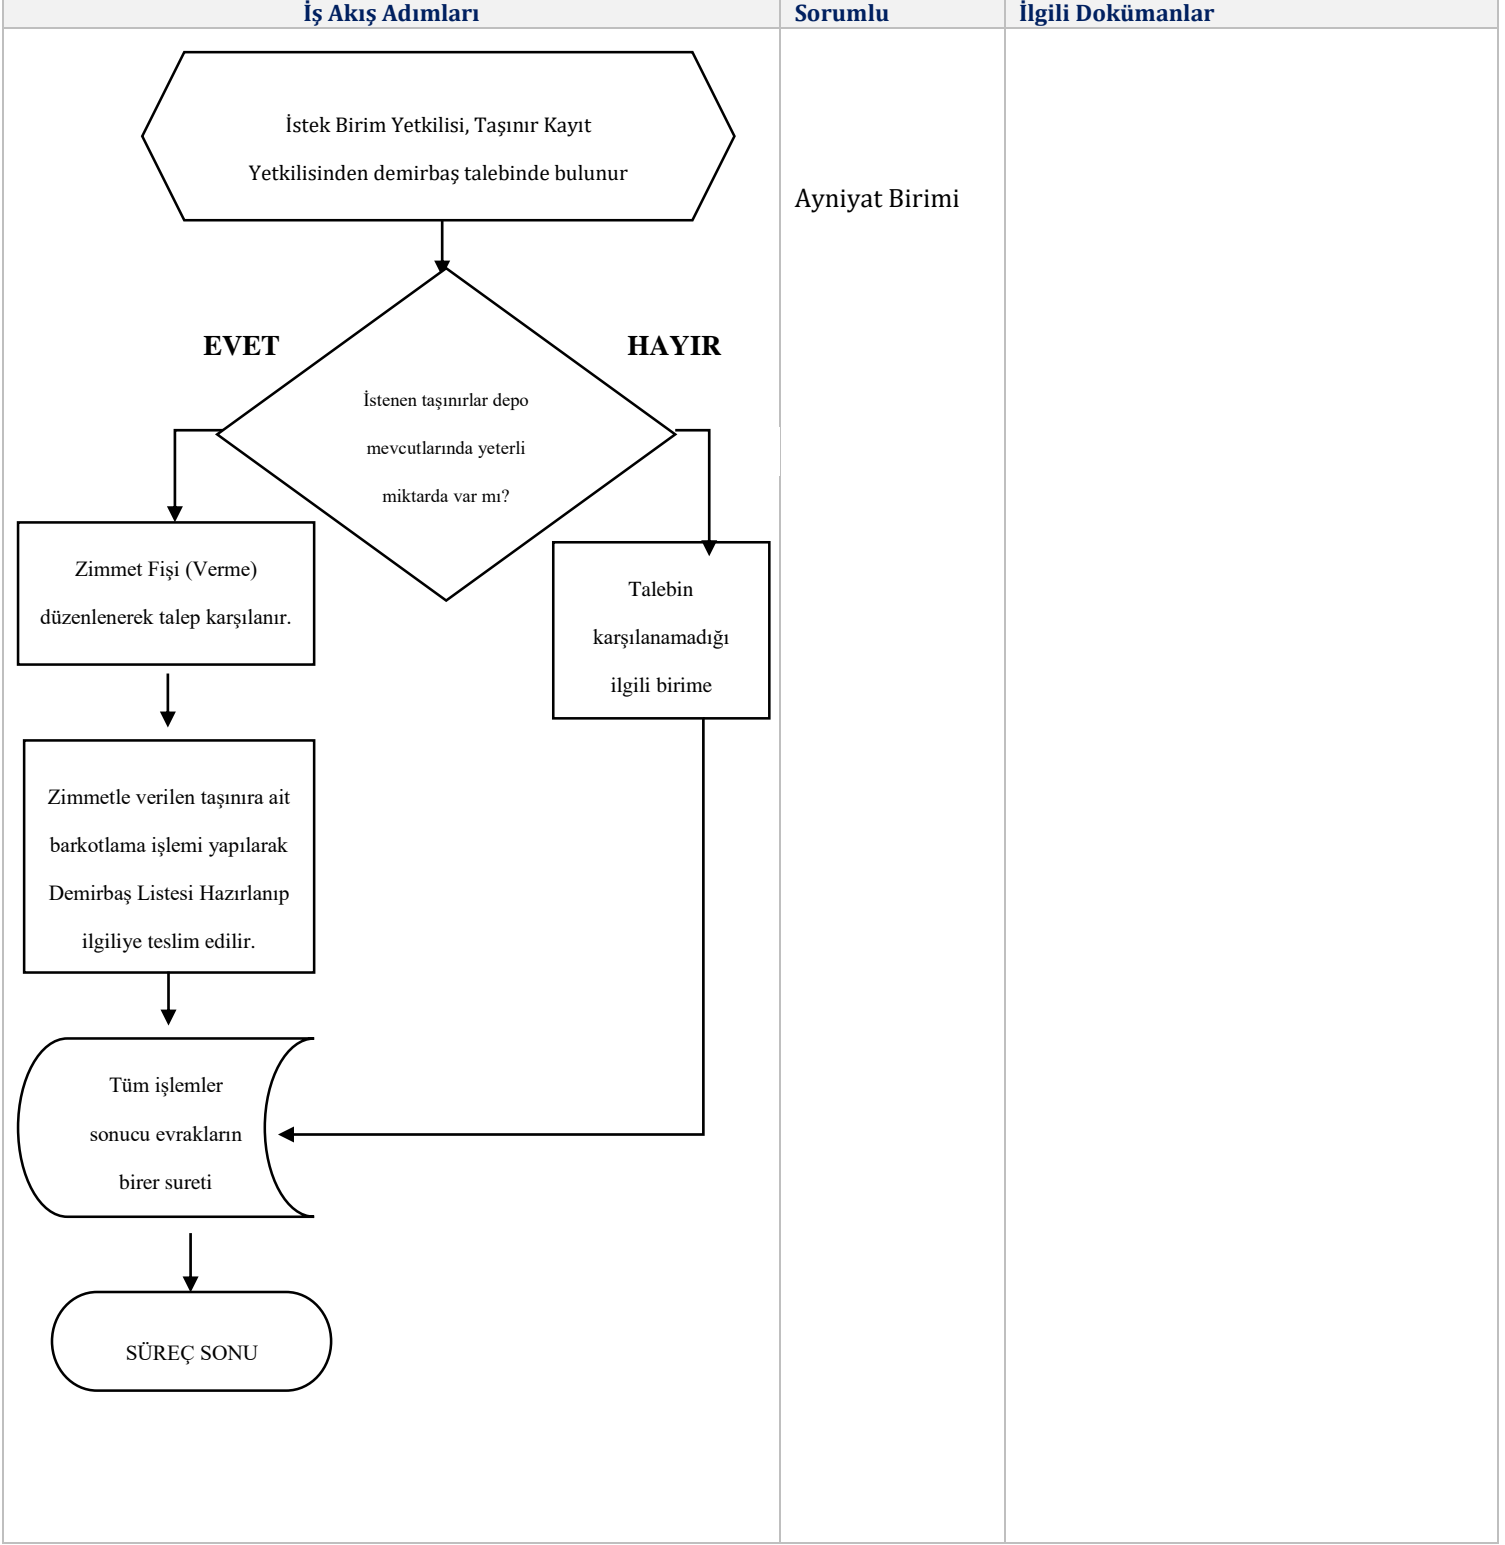 İş Akış Adımları
Sorumlu
İlgili Dokümanlar
İstek Birim Yetkilisi, Taşınır Kayıt
Yetkilisinden demirbaş talebinde bulunur
Ayniyat Birimi
EVET
HAYIR
İstenen taşınırlar depo
mevcutlarında yeterli
miktarda var mı?
Zimmet Fişi (Verme)
düzenlenerek talep karşılanır.
Talebin
karşılanamadığı
ilgili birime
Zimmetle verilen taşınıra ait
barkotlama işlemi yapılarak
Demirbaş Listesi Hazırlanıp
ilgiliye teslim edilir.
Tüm işlemler
sonucu evrakların
birer sureti
SÜREÇ SONU